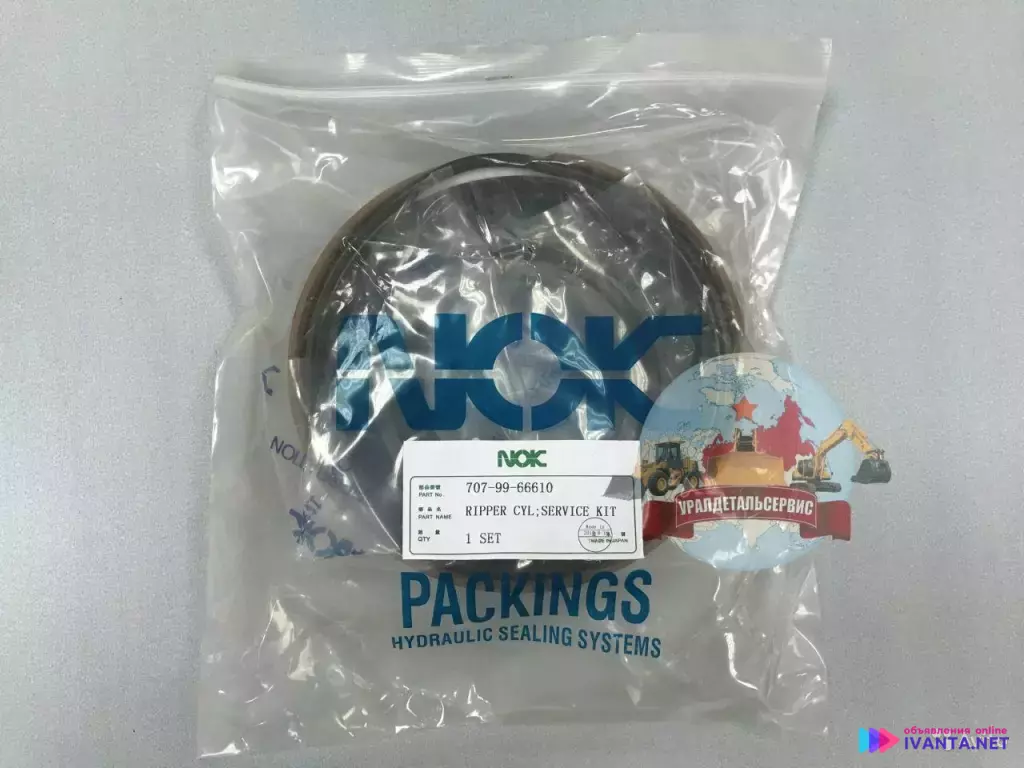 NOK
NOK
PART No. 707-99-66610
PART NAME RIPPER CYL;SERVICE KIT
QTY 1 SET
MADE IN JAPAN
PACKINGS
HYDRAULIC SEALING SYSTEMS
УРАЛДЕТАЛЬСЕРВИС
объявления online
IVANTA.NET